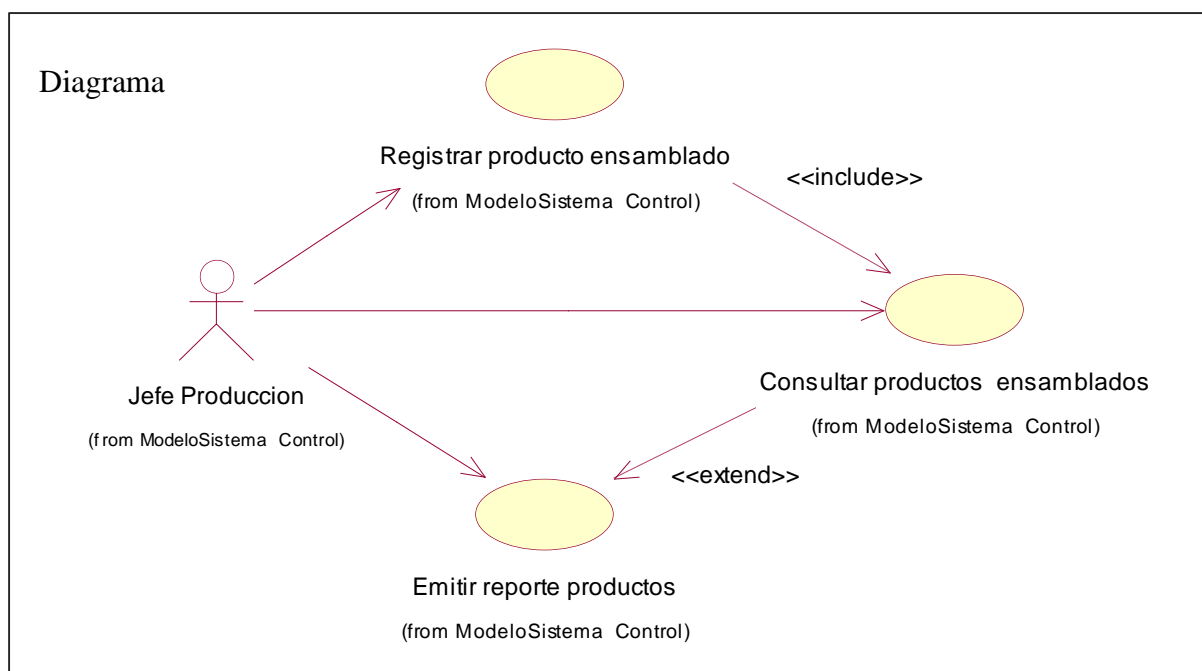 Diagrama
Registrar producto ensamblado
(from ModeloSistema Control)
<<include>>
Jefe Produccion
(from ModeloSistema Control)
Consultar productos ensamblados
(from ModeloSistema Control)
<<extend>>
Emitir reporte productos
(from ModeloSistema Control)